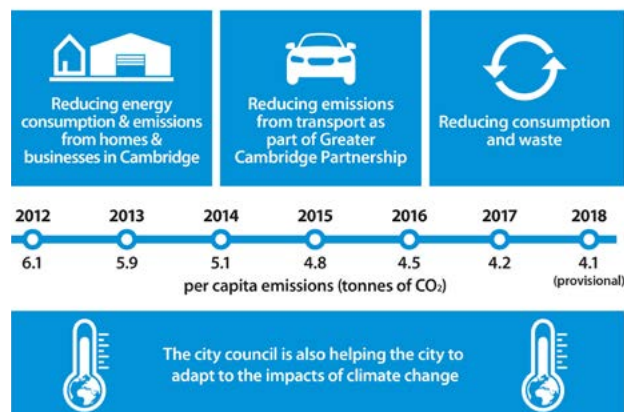 Reducing energy
consumption & emissions
from homes &
businesses in Cambridge
Reducing emissions
from transport as
part of Greater
Cambridge Partnership
Reducing consumption
and waste
2012 2013 2014 2015 2016 2017 2018
6.1 5.9 5.1 4.8 4.5 4.2 4.1
(provisional)
per capita emissions (tonnes of CO₂)
The city council is also helping the city to
adapt to the impacts of climate change